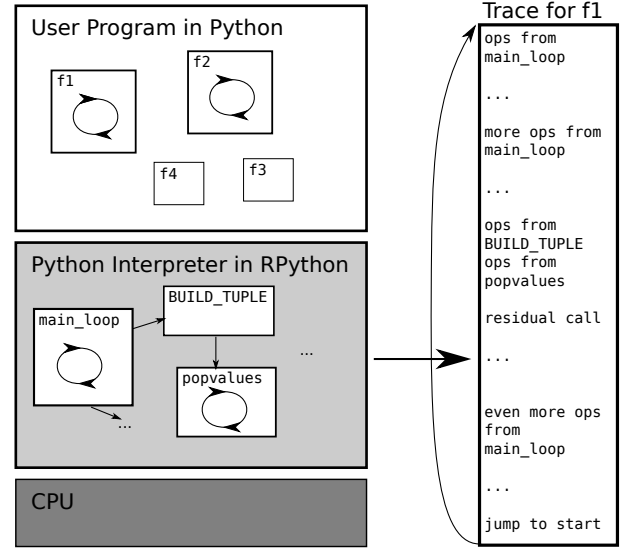 User Program in Python
f1
f2
f4
f3
Python Interpreter in RPython
main_loop
BUILD_TUPLE
...
popvalues
...
CPU
Trace for f1
ops from
main_loop
...
more ops from
main_loop
...
ops from
BUILD_TUPLE
ops from
popvalues
residual call
...
even more ops
from
main_loop
...
jump to start